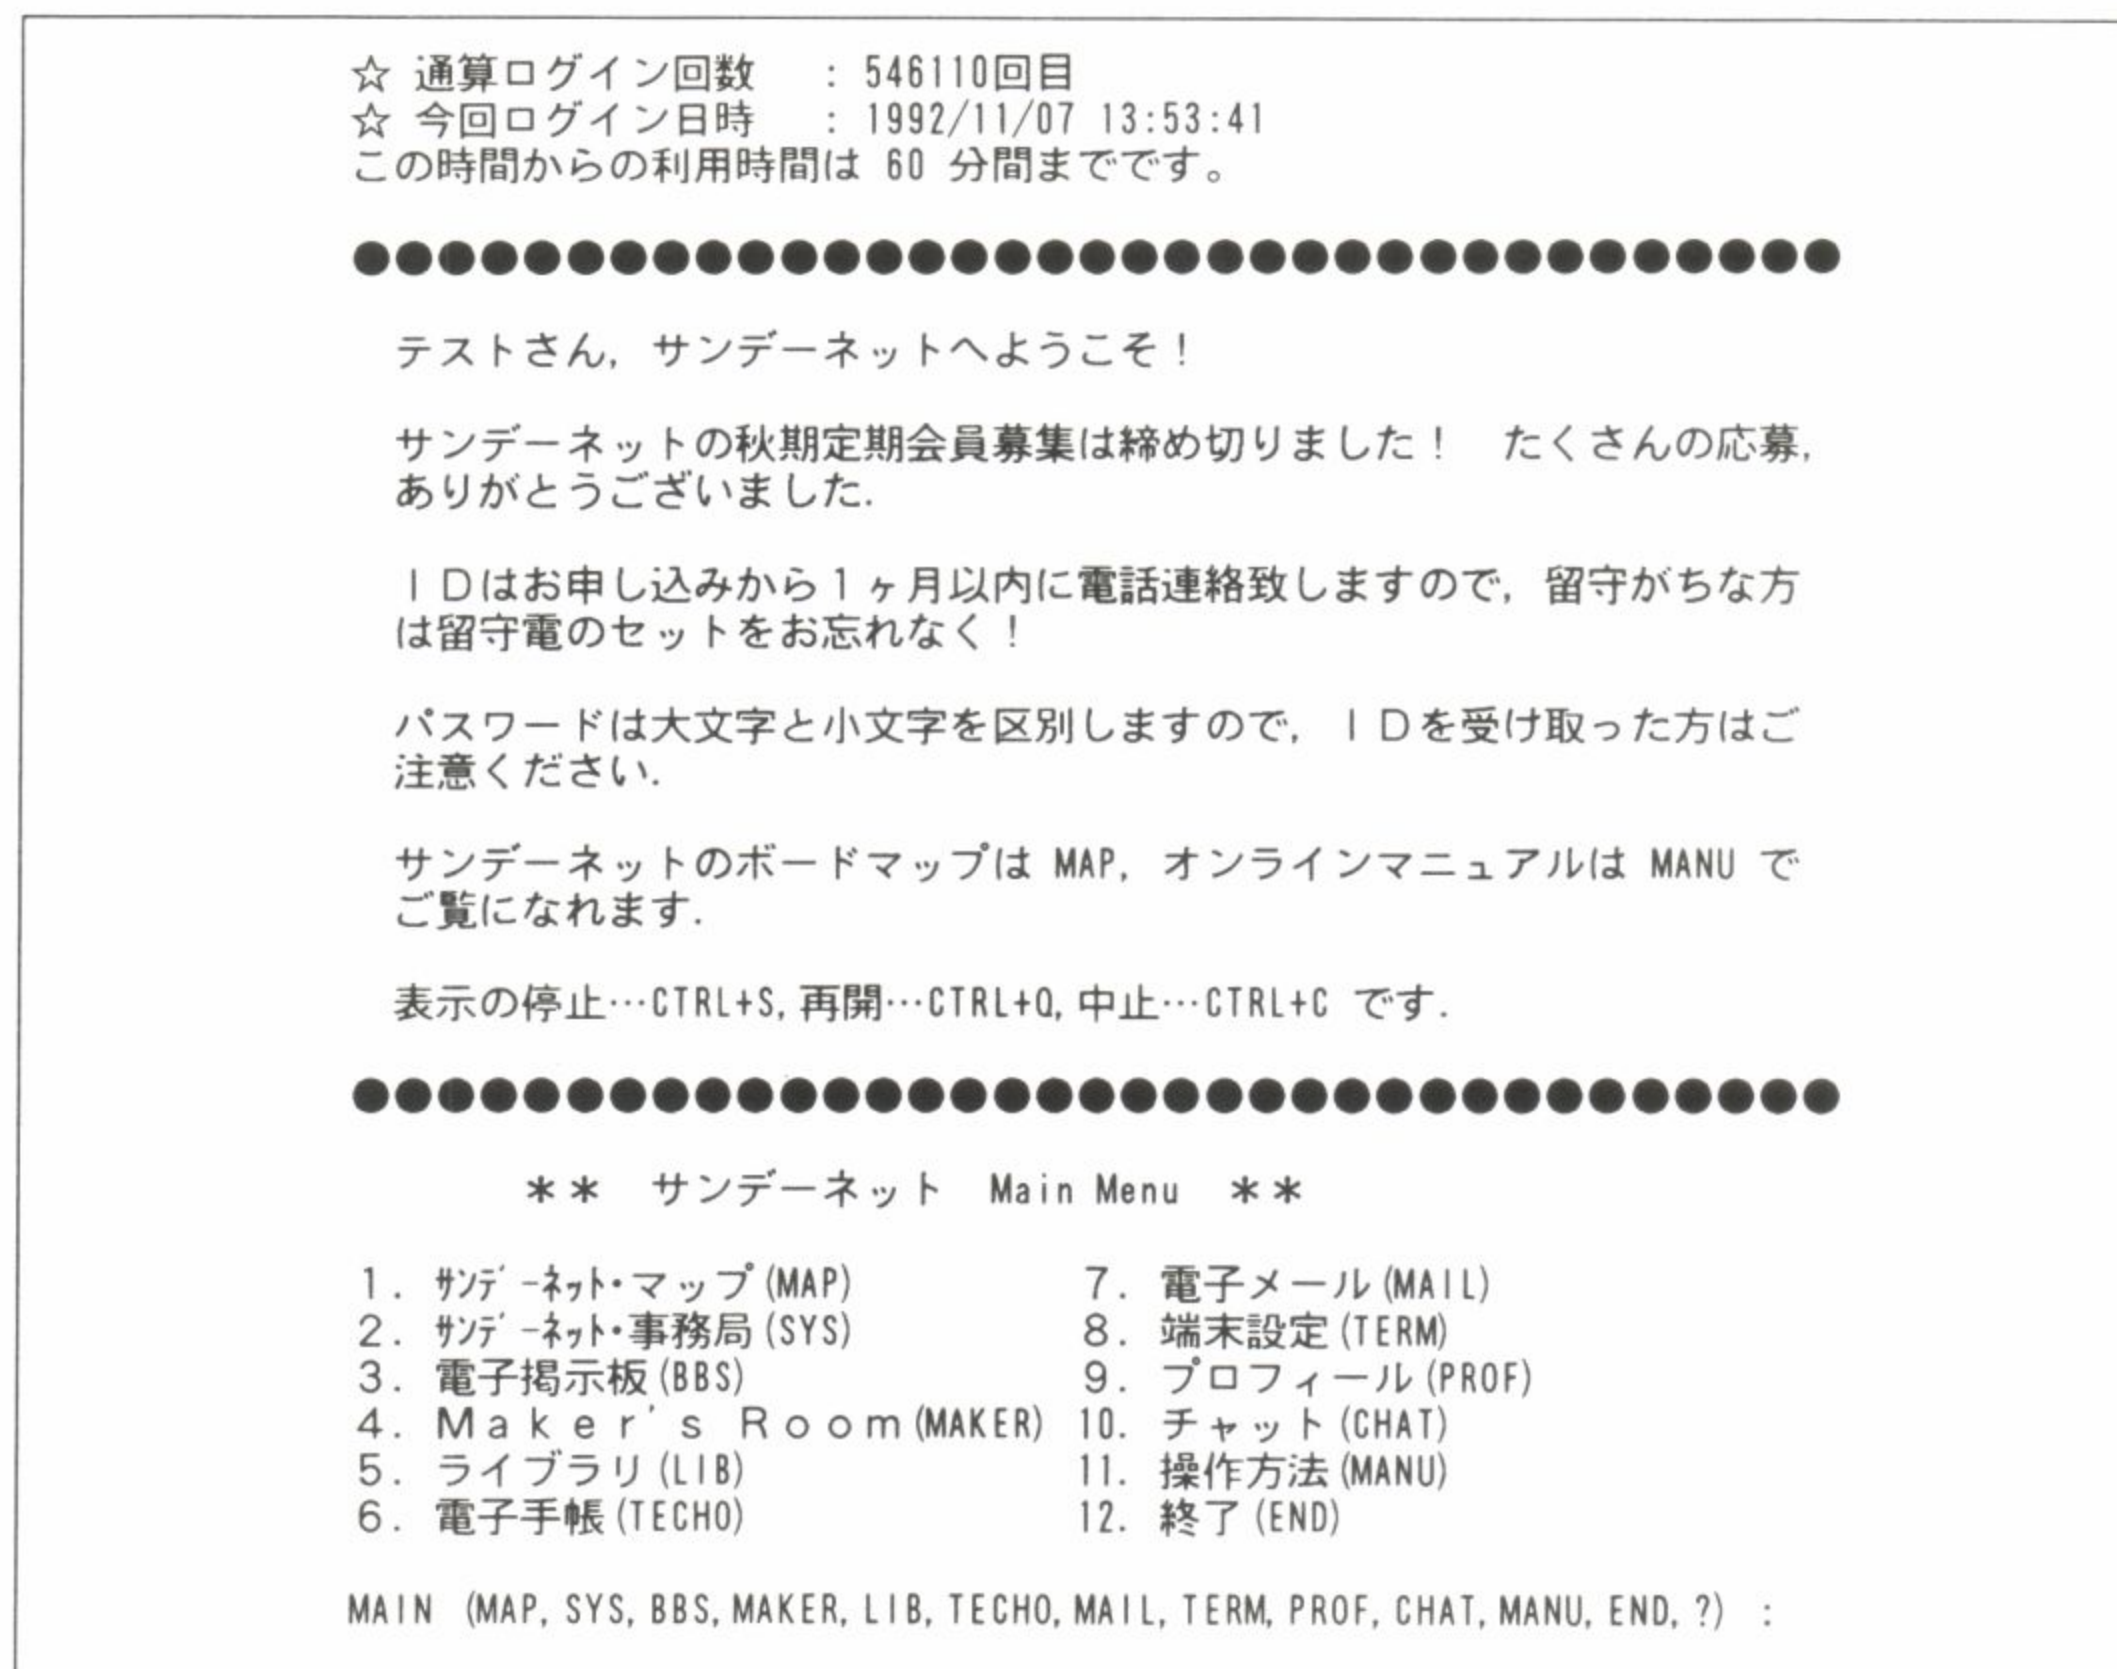 ☆ 通算ログイン回数　 : 546110回目
☆ 今回ログイン日時　 : 1992/11/07 13:53:41
この時間からの利用時間は 60 分間までです。
●●●●●●●●●●●●●●●●●●●●●●●●●●●●●●●●●●●
テストさん，サンデーネットへようこそ！
サンデーネットの秋期定期会員募集は締め切りました！　たくさんの応募，
ありがとうございました．
ＩＤはお申し込みから１ヶ月以内に電話連絡致しますので，留守がちな方
は留守電のセットをお忘れなく！
パスワードは大文字と小文字を区別しますので，ＩＤを受け取った方はご
注意ください．
サンデーネットのボードマップは MAP，オンラインマニュアルは MANU で
ご覧になれます．
表示の停止…CTRL+S,再開…CTRL+Q,中止…CTRL+C です．
●●●●●●●●●●●●●●●●●●●●●●●●●●●●●●●●●●●
＊＊　サンデーネット　Main Menu　＊＊
１．ｻﾝﾃﾞｰﾈｯﾄ・マップ(MAP)　７．電子メール(MAIL)
２．ｻﾝﾃﾞｰﾈｯﾄ・事務局(SYS)　８．端末設定(TERM)
３．電子掲示板(BBS)　９．プロフィール(PROF)
４．Ｍａｋｅｒ'ｓ　Ｒｏｏｍ(MAKER) 10．チャット(CHAT)
５．ライブラリ(LIB)　11．操作方法(MANU)
６．電子手帳(TECHO)　12．終了(END)
MAIN (MAP,SYS,BBS,MAKER,LIB,TECHO,MAIL,TERM,PROF,CHAT,MANU,END,?) :